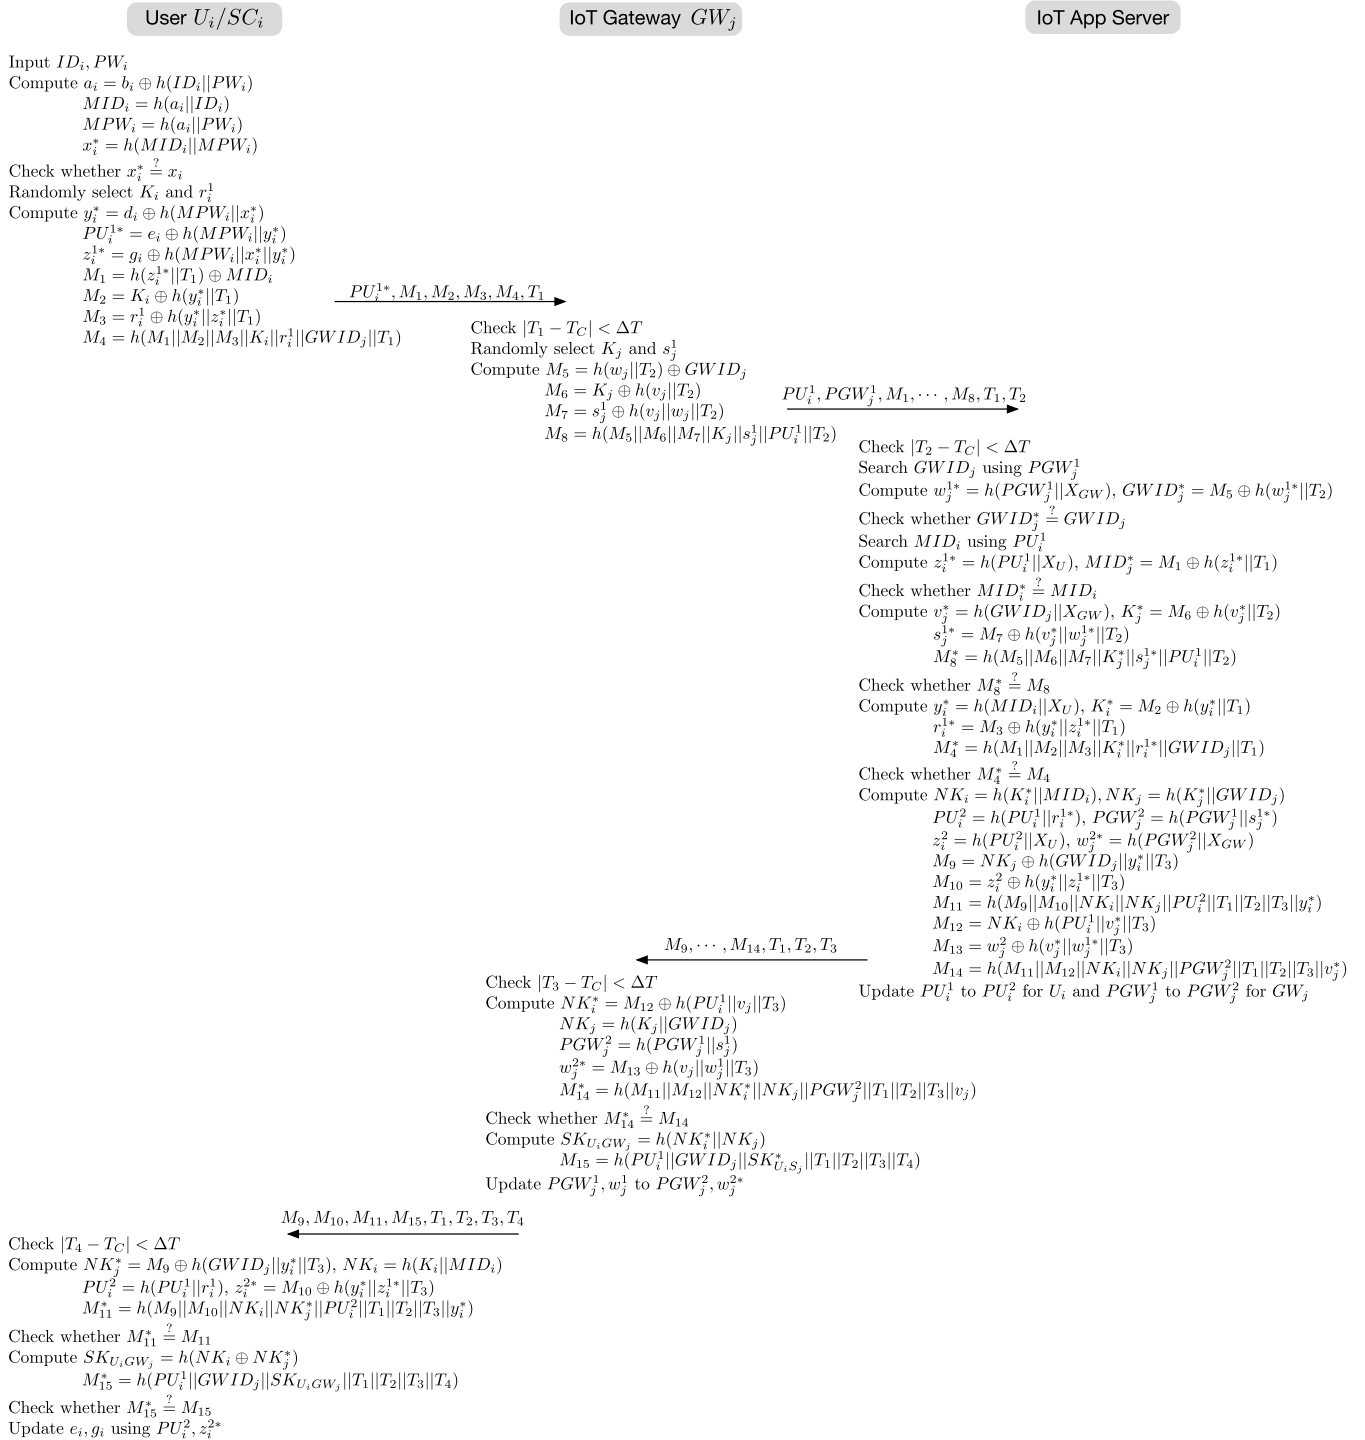 User $U_i/SC_i$
IoT Gateway $GW_j$
IoT App Server
Input $ID_i, PW_i$
Compute $a_i = b_i \oplus h(ID_i||PW_i)$
$MID_i = h(a_i||ID_i)$
$MPW_i = h(a_i||PW_i)$
$x_i^* = h(MID_i||MPW_i)$
Check whether $x_i^* \stackrel{?}{=} x_i$
Randomly select $K_i$ and $r_i^1$
Compute $y_i^* = d_i \oplus h(MPW_i||x_i^*)$
$PU_i^{1*} = e_i \oplus h(MPW_i||y_i^*)$
$z_i^{1*} = g_i \oplus h(MPW_i||x_i^*||y_i^*)$
$M_1 = h(z_i^{1*}||T_1) \oplus MID_i$
$M_2 = K_i \oplus h(y_i^*||T_1)$
$M_3 = r_i^1 \oplus h(y_i^*||z_i^*||T_1)$
$M_4 = h(M_1||M_2||M_3||K_i||r_i^1||GWID_j||T_1)$
$PU_i^{1*}, M_1, M_2, M_3, M_4, T_1$
Check $|T_1 - T_C| < \Delta T$
Randomly select $K_j$ and $s_j^1$
Compute $M_5 = h(w_j||T_2) \oplus GWID_j$
$M_6 = K_j \oplus h(v_j||T_2)$
$M_7 = s_j^1 \oplus h(v_j||w_j||T_2)$
$M_8 = h(M_5||M_6||M_7||K_j||s_j^1||PU_i^1||T_2)$
$PU_i^1, PGW_j^1, M_1, \cdots, M_8, T_1, T_2$
Check $|T_2 - T_C| < \Delta T$
Search $GWID_j$ using $PGW_j^1$
Compute $w_j^{1*} = h(PGW_j^1||X_{GW})$, $GWID_j^* = M_5 \oplus h(w_j^{1*}||T_2)$
Check whether $GWID_j^* \stackrel{?}{=} GWID_j$
Search $MID_i$ using $PU_i^1$
Compute $z_i^{1*} = h(PU_i^1||X_U)$, $MID_j^* = M_1 \oplus h(z_i^{1*}||T_1)$
Check whether $MID_i^* \stackrel{?}{=} MID_i$
Compute $v_j^* = h(GWID_j||X_{GW})$, $K_j^* = M_6 \oplus h(v_j^*||T_2)$
$s_j^{1*} = M_7 \oplus h(v_j^*||w_j^{1*}||T_2)$
$M_8^* = h(M_5||M_6||M_7||K_j^*||s_j^{1*}||PU_i^1||T_2)$
Check whether $M_8^* \stackrel{?}{=} M_8$
Compute $y_i^* = h(MID_i||X_U)$, $K_i^* = M_2 \oplus h(y_i^*||T_1)$
$r_i^{1*} = M_3 \oplus h(y_i^*||z_i^{1*}||T_1)$
$M_4^* = h(M_1||M_2||M_3||K_i^*||r_i^{1*}||GWID_j||T_1)$
Check whether $M_4^* \stackrel{?}{=} M_4$
Compute $NK_i = h(K_i^*||MID_i), NK_j = h(K_j^*||GWID_j)$
$PU_i^2 = h(PU_i^1||r_i^{1*})$, $PGW_j^2 = h(PGW_j^1||s_j^{1*})$
$z_i^2 = h(PU_i^2||X_U)$, $w_j^{2*} = h(PGW_j^2||X_{GW})$
$M_9 = NK_j \oplus h(GWID_j||y_i^*||T_3)$
$M_{10} = z_i^2 \oplus h(y_i^*||z_i^{1*}||T_3)$
$M_{11} = h(M_9||M_{10}||NK_i||NK_j||PU_i^2||T_1||T_2||T_3||y_i^*)$
$M_{12} = NK_i \oplus h(PU_i^1||v_j^*||T_3)$
$M_{13} = w_j^2 \oplus h(v_j^*||w_j^{1*}||T_3)$
$M_{14} = h(M_{11}||M_{12}||NK_i||NK_j||PGW_j^2||T_1||T_2||T_3||v_j^*)$
Update $PU_i^1$ to $PU_i^2$ for $U_i$ and $PGW_j^1$ to $PGW_j^2$ for $GW_j$
$M_9, \cdots, M_{14}, T_1, T_2, T_3$
Check $|T_3 - T_C| < \Delta T$
Compute $NK_i^* = M_{12} \oplus h(PU_i^1||v_j||T_3)$
$NK_j = h(K_j||GWID_j)$
$PGW_j^2 = h(PGW_j^1||s_j^1)$
$w_j^{2*} = M_{13} \oplus h(v_j||w_j^1||T_3)$
$M_{14}^* = h(M_{11}||M_{12}||NK_i^*||NK_j||PGW_j^2||T_1||T_2||T_3||v_j)$
Check whether $M_{14}^* \stackrel{?}{=} M_{14}$
Compute $SK_{U_iGW_j} = h(NK_i^*||NK_j)$
$M_{15} = h(PU_i^1||GWID_j||SK_{U_iS_j}^*||T_1||T_2||T_3||T_4)$
Update $PGW_j^1, w_j^1$ to $PGW_j^2, w_j^{2*}$
$M_9, M_{10}, M_{11}, M_{15}, T_1, T_2, T_3, T_4$
Check $|T_4 - T_C| < \Delta T$
Compute $NK_j^* = M_9 \oplus h(GWID_j||y_i^*||T_3)$, $NK_i = h(K_i||MID_i)$
$PU_i^2 = h(PU_i^1||r_i^1)$, $z_i^{2*} = M_{10} \oplus h(y_i^*||z_i^{1*}||T_3)$
$M_{11}^* = h(M_9||M_{10}||NK_i||NK_j^*||PU_i^2||T_1||T_2||T_3||y_i^*)$
Check whether $M_{11}^* \stackrel{?}{=} M_{11}$
Compute $SK_{U_iGW_j} = h(NK_i \oplus NK_j^*)$
$M_{15}^* = h(PU_i^1||GWID_j||SK_{U_iGW_j}||T_1||T_2||T_3||T_4)$
Check whether $M_{15}^* \stackrel{?}{=} M_{15}$
Update $e_i, g_i$ using $PU_i^2, z_i^{2*}$